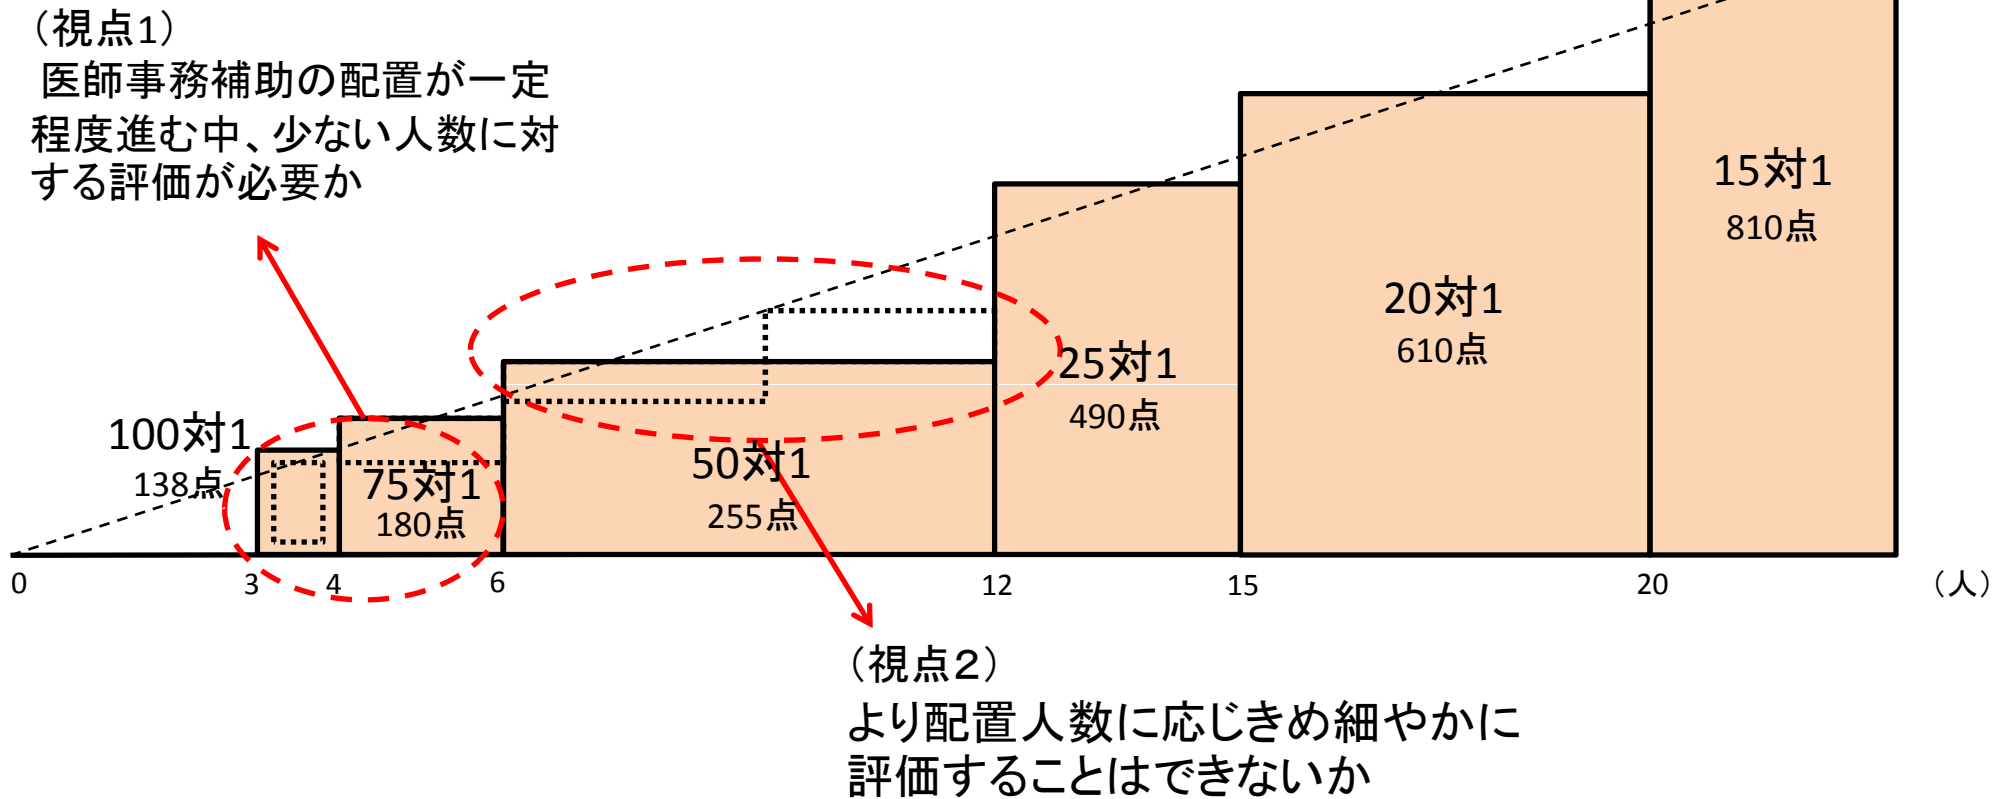 （視点1）
医師事務補助の配置が一定
程度進む中、少ない人数に対
する評価が必要か
15対1
810点
20対1
610点
25対1
490点
100対1
138点
75対1
180点
50対1
255点
0
3
4
6
12
15
20
（人）
（視点２）
より配置人数に応じきめ細やかに
評価することはできないか